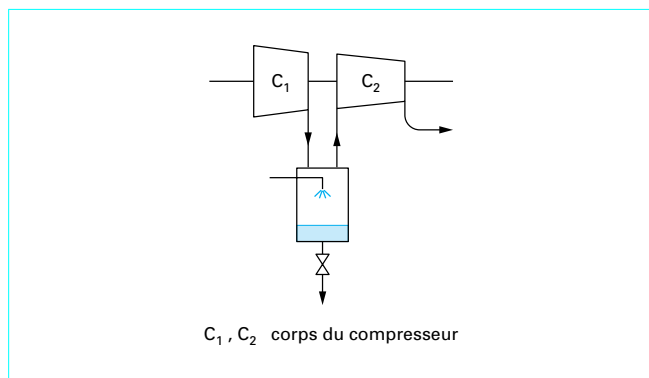 C₁
C₂
C₁ , C₂ corps du compresseur